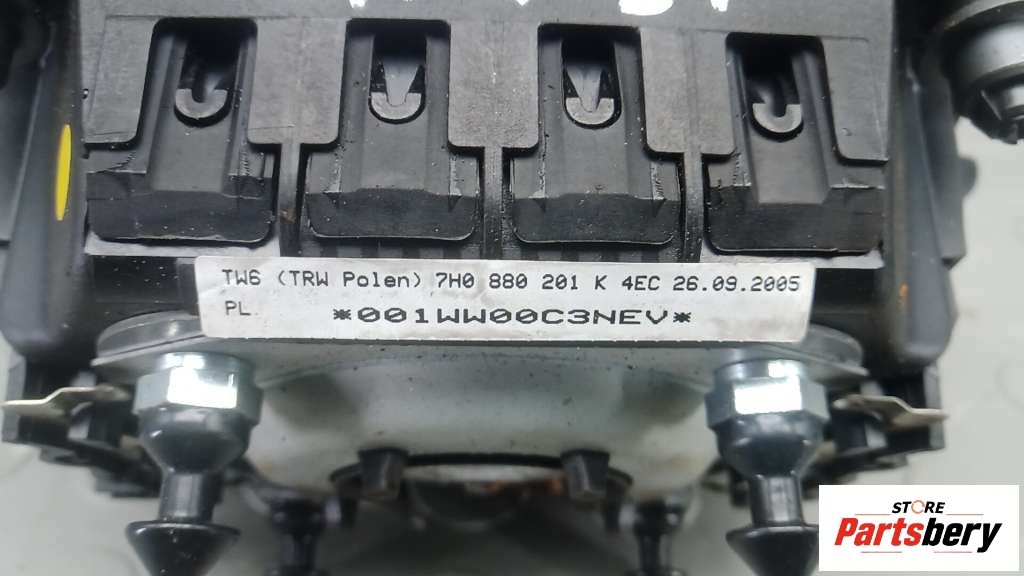 TW6 (TRW Polen) 7H0 880 201 K 4EC 26.09.2005
PL
*001WW00C3NEV*
STORE
Partsbery